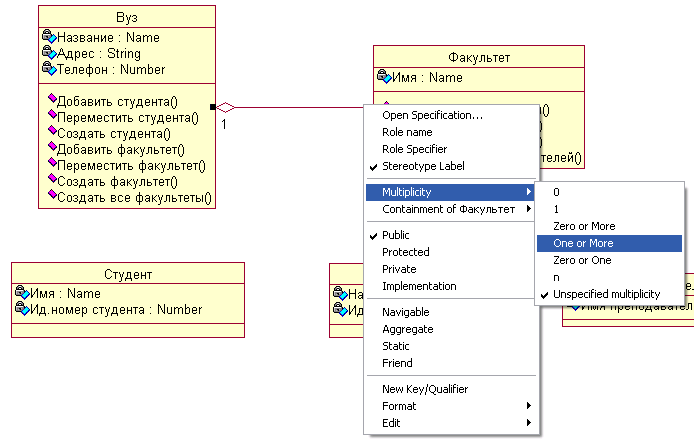 Вуз
Название : Name
Адрес : String
Телефон : Number
Добавить студента()
Переместить студента()
Создать студента()
Добавить факультет()
Переместить факультет()
Создать факультет()
Создать все факультеты()
1
Факультет
Имя : Name
Open Specification...
Role name
Role Specifier
Stereotype Label
Multiplicity
Containment of Факультет
Public
Protected
Private
Implementation
Navigable
Aggregate
Static
Friend
New Key/Qualifier
Format
Edit
0
1
Zero or More
One or More
Zero or One
n
Unspecified multiplicity
Студент
Имя : Name
Ид.номер студента : Number